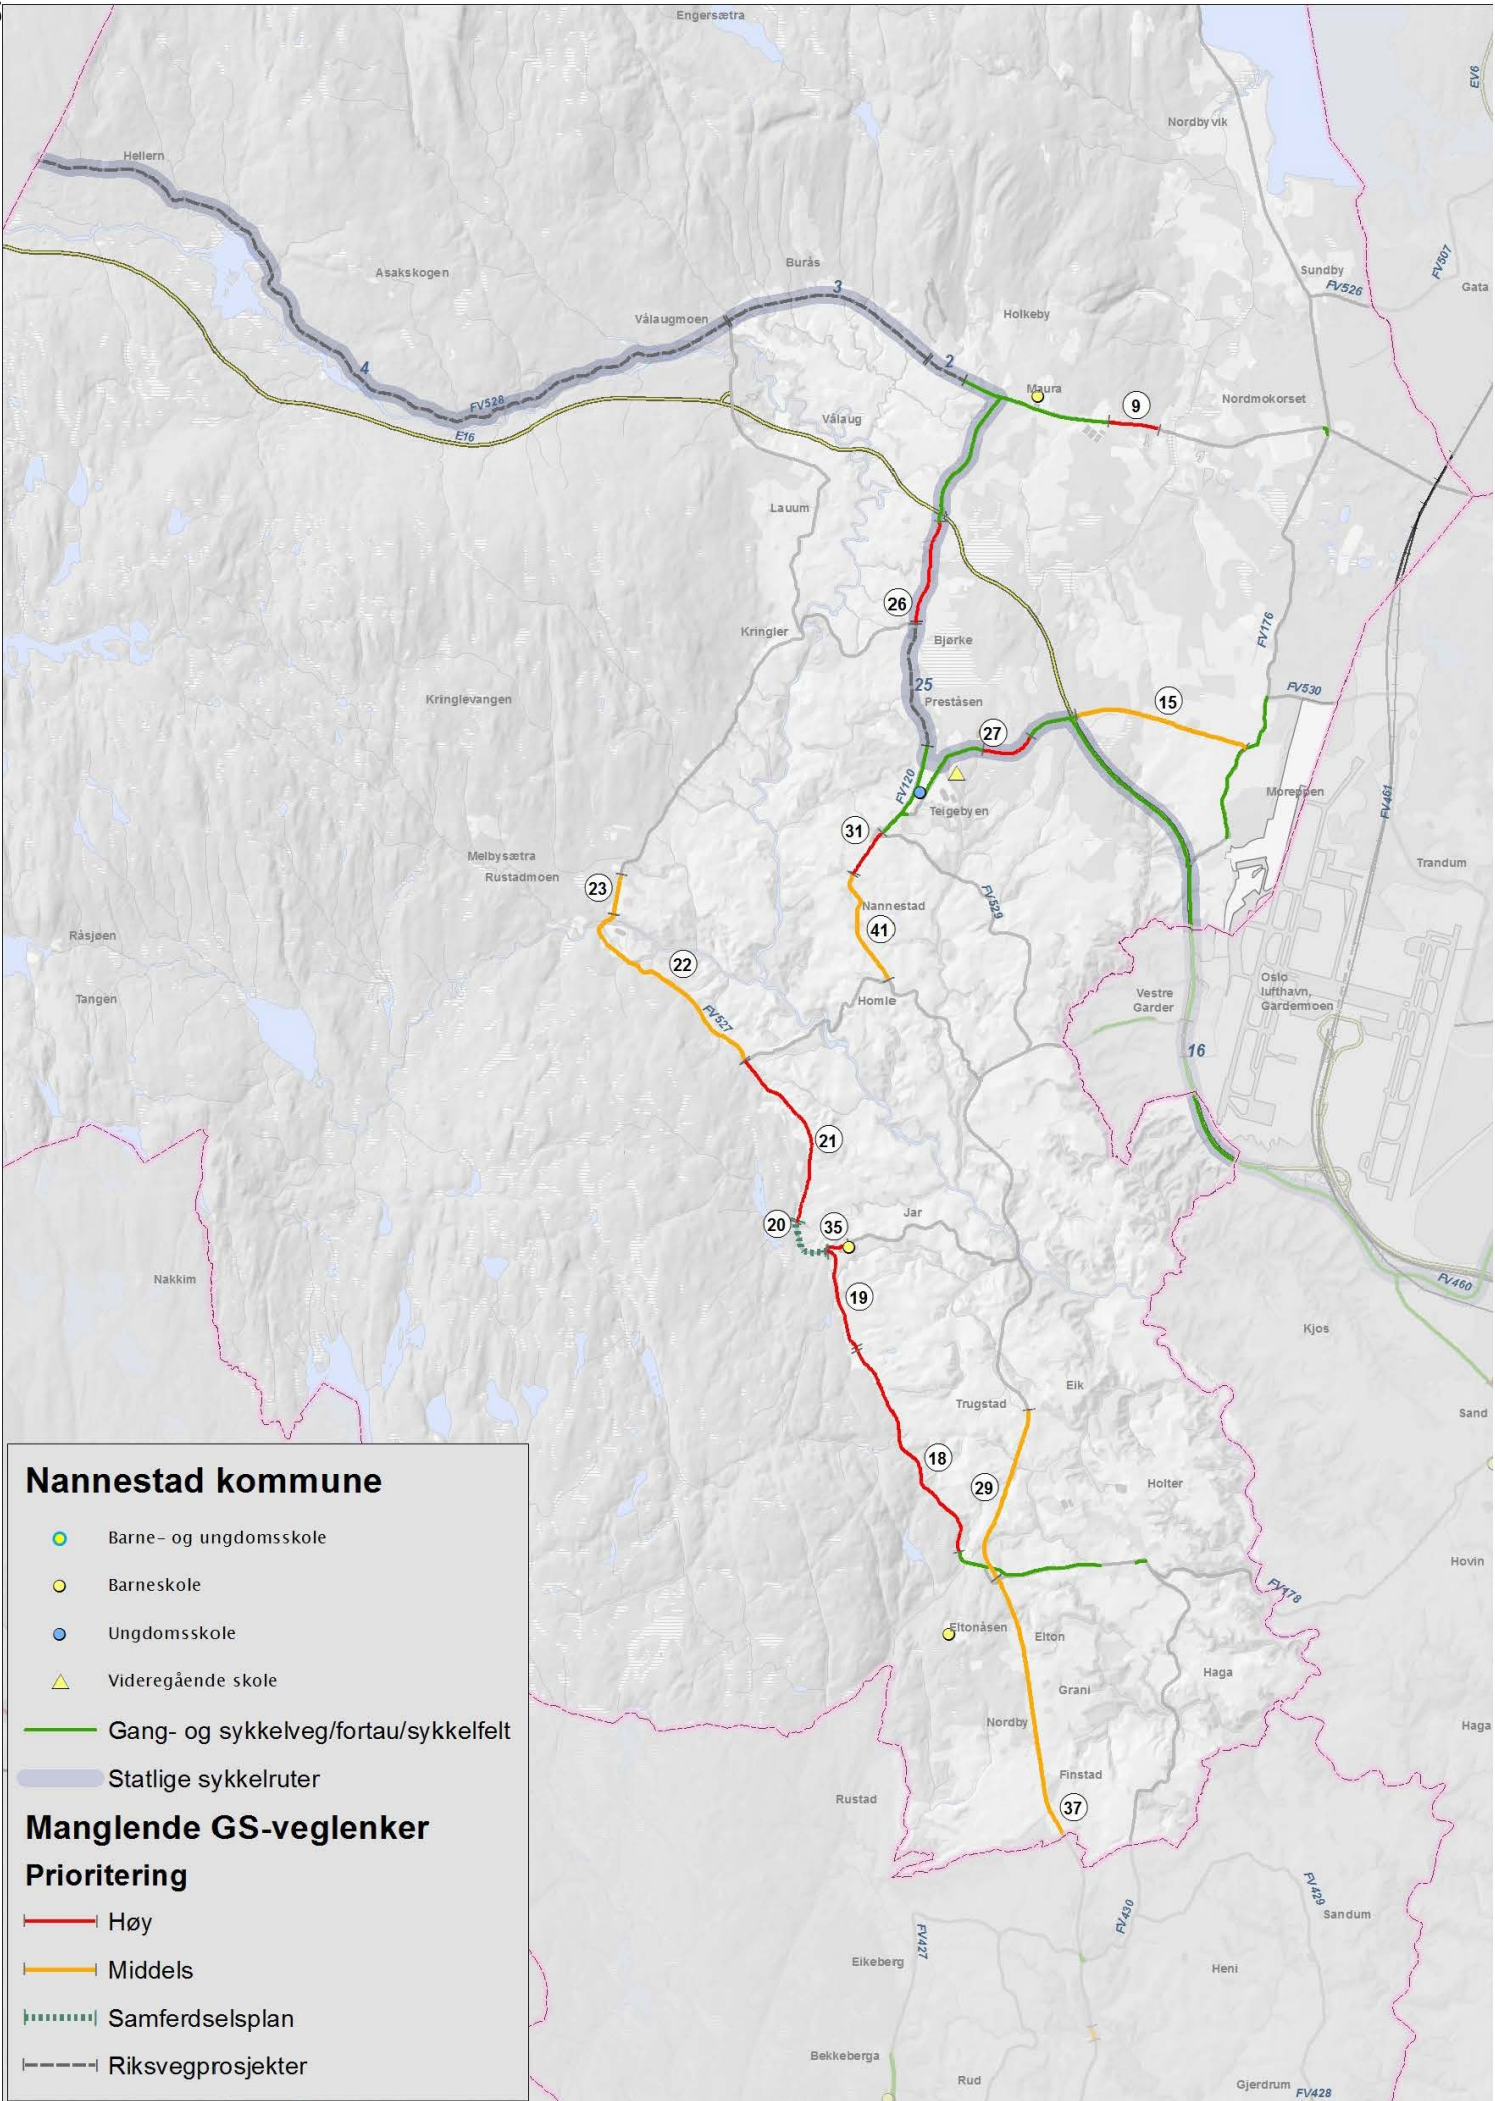 Engersætra
EV6
Nordbyvik
Hellern
FV507
Burås
Sundby
Asakskogen
FV526
Gata
3
Vålaugmoen
Holkeby
4
2
Maura
FV528
9
Nordmokorset
E16
Vålaug
Lauum
26
Kringler
Bjørke
FV176
25
Kringlevangen
Preståsen
15
FV530
27
FV120
Moreppen
FV461
Teigebyen
31
Melbysætra
Trandum
Rustadmoen
23
FV529
Nannestad
41
Råsjøen
22
Oslo
lufthavn,
Gardermoen
Tangen
Vestre
Garder
Homle
FV527
16
21
Jar
20
35
Nakkim
FV460
19
Kjos
Eik
Trugstad
Sand
18
29
Holter
Hovin
FV178
Eltonåsen
Elton
Haga
Grani
Nordby
Haga
Finstad
Rustad
37
FV429
FV430
Sandum
FV427
Eikeberg
Heni
Bekkeberga
Rud
Gjerdrum
FV428
Nannestad kommune
Barne- og ungdomsskole
Barneskole
Ungdomsskole
Videregående skole
Gang- og sykkelveg/fortau/sykkelfelt
Statlige sykkelruter
Manglende GS-veglenker
Prioritering
Høy
Middels
Samferdselsplan
Riksvegprosjekter